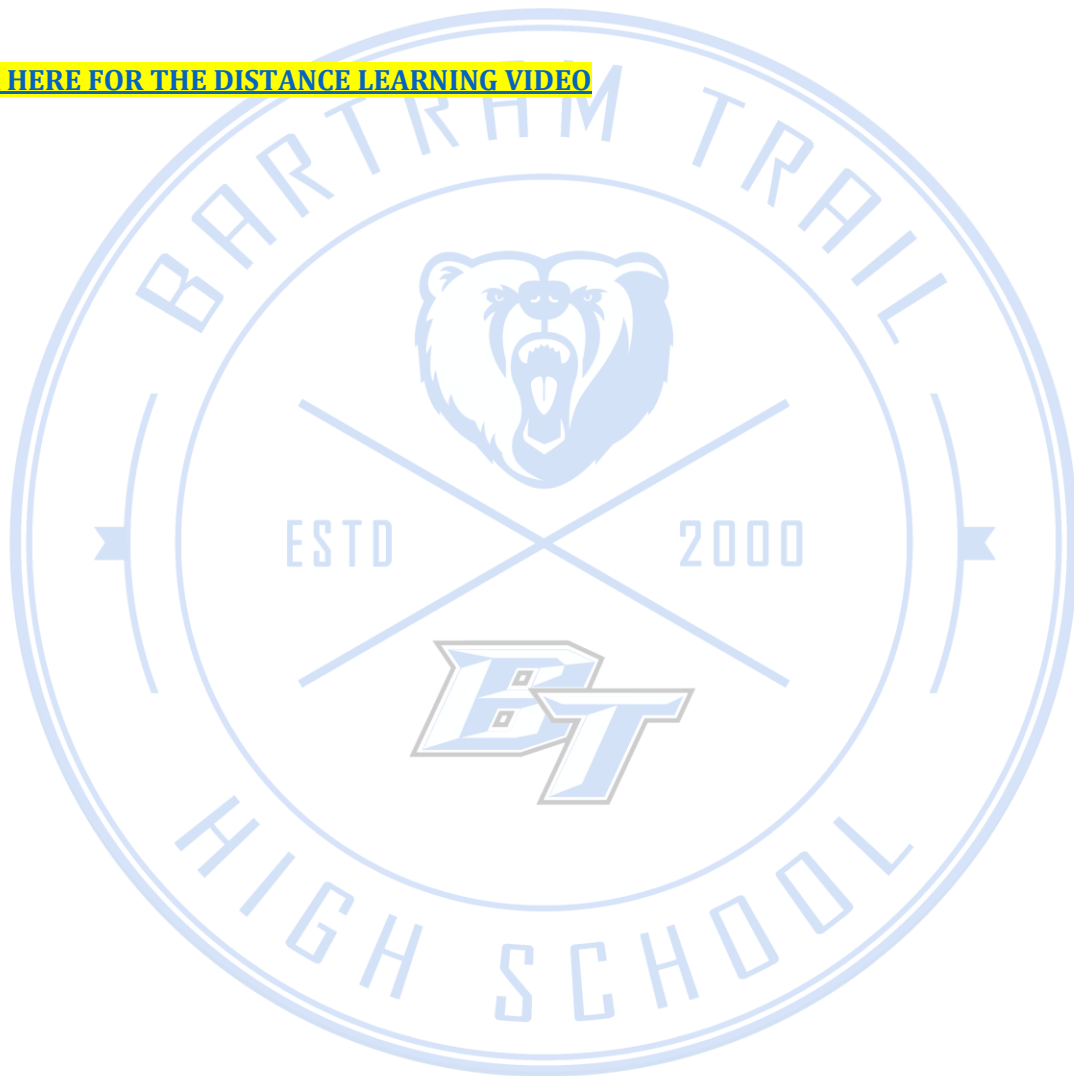 HERE FOR THE DISTANCE LEARNING VIDEO
BARTRAM TRAIL
ESTD 2000
BT
HIGH SCHOOL